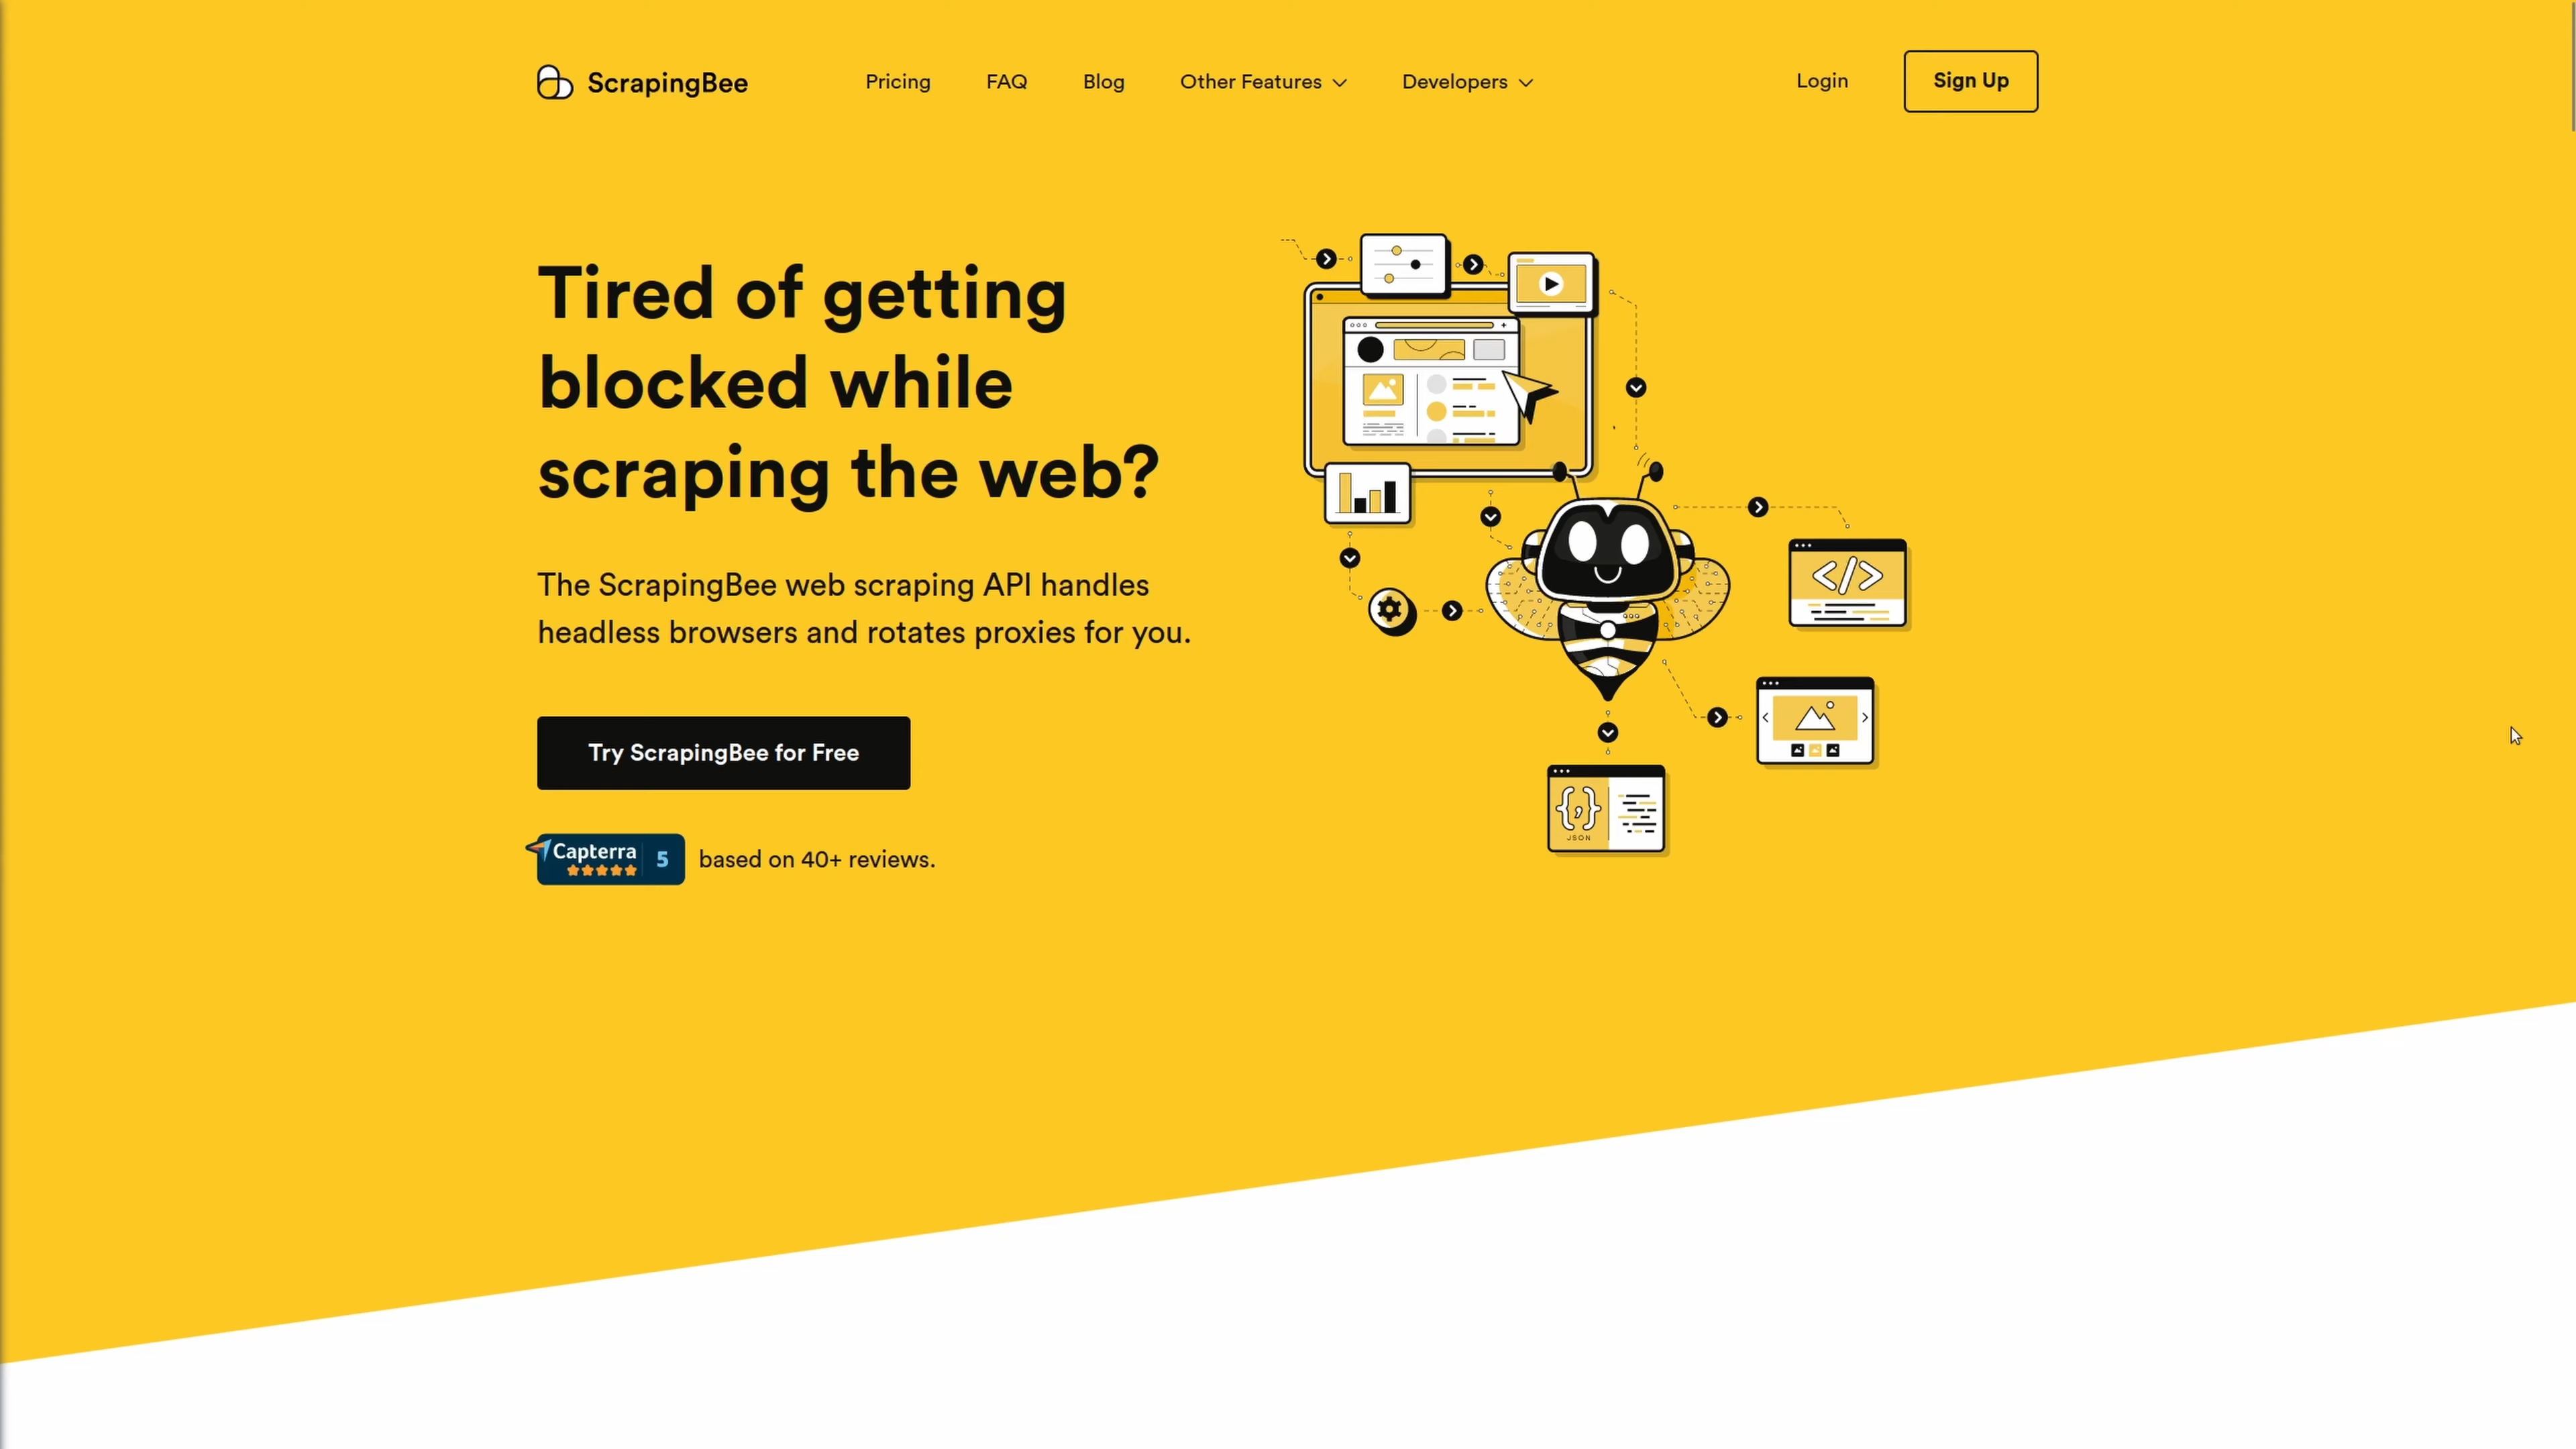 ScrapingBee
Pricing
FAQ
Blog
Other Features
Developers
Login
Sign Up
Tired of getting
blocked while
scraping the web?
The ScrapingBee web scraping API handles
headless browsers and rotates proxies for you.
Try ScrapingBee for Free
Capterra
5
based on 40+ reviews.
</>
{,}
JSON